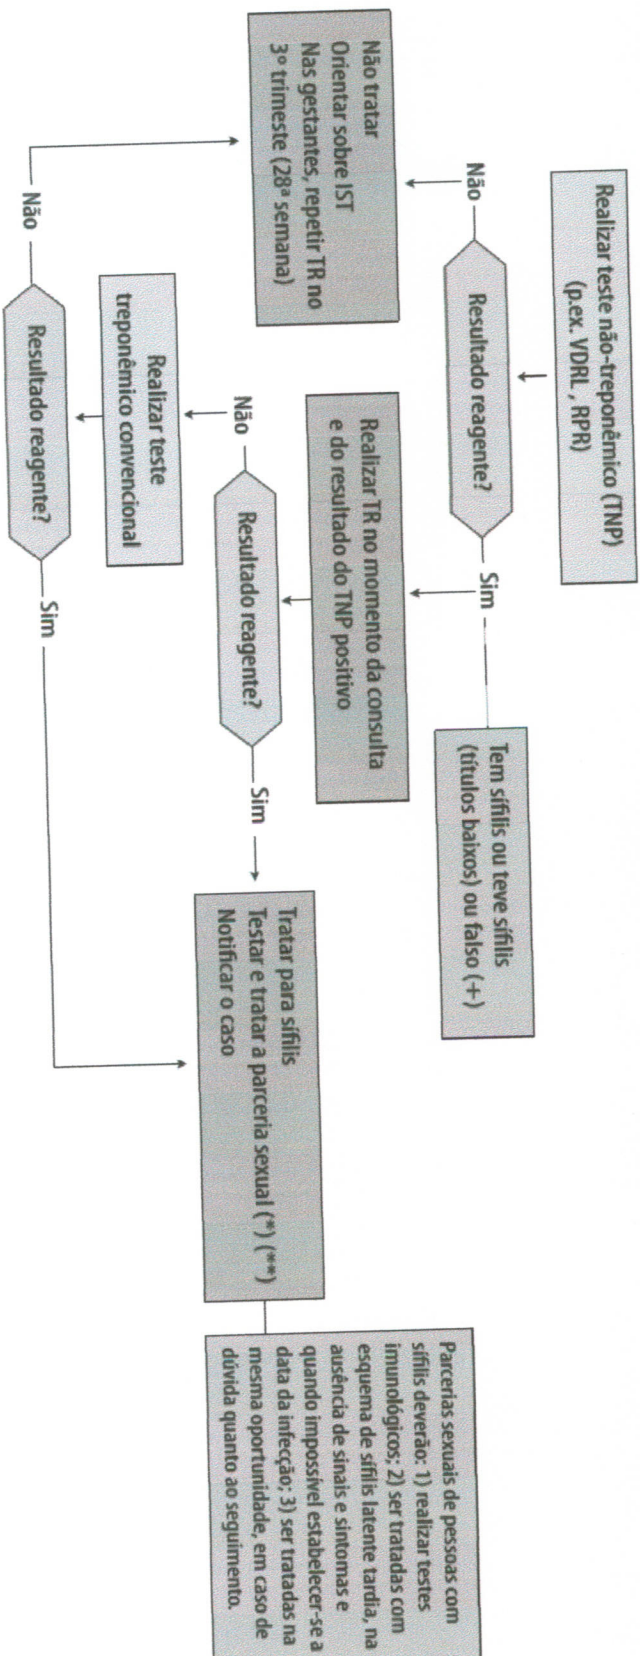 Realizar teste não-treponêmico (TNP)
(p.ex. VDRL , RPR)
Não
Resultado reagente?
Sim
Tem sífilis ou teve sífilis
(títulos baixos) ou falso (+)
Não tratar
Orientar sobre IST
Nas gestantes, repetir TR no
3º trimeste (28ª semana)
Realizar TR no momento da consulta
e do resultado do TNP positivo
Não
Resultado reagente?
Sim
Realizar teste
treponêmico convencional
Não
Resultado reagente?
Sim
Tratar para sífilis
Testar e tratar a parceria sexual (*) (**)
Notificar o caso
Parcerias sexuais de pessoas com
sífilis deverão: 1) realizar testes
imunológicos; 2) ser tratadas com
esquema de sífilis latente tardia, na
ausência de sinais e sintomas e
quando impossível estabelecer-se a
data da infecção; 3) ser tratadas na
mesma oportunidade, em caso de
dúvida quanto ao seguimento.